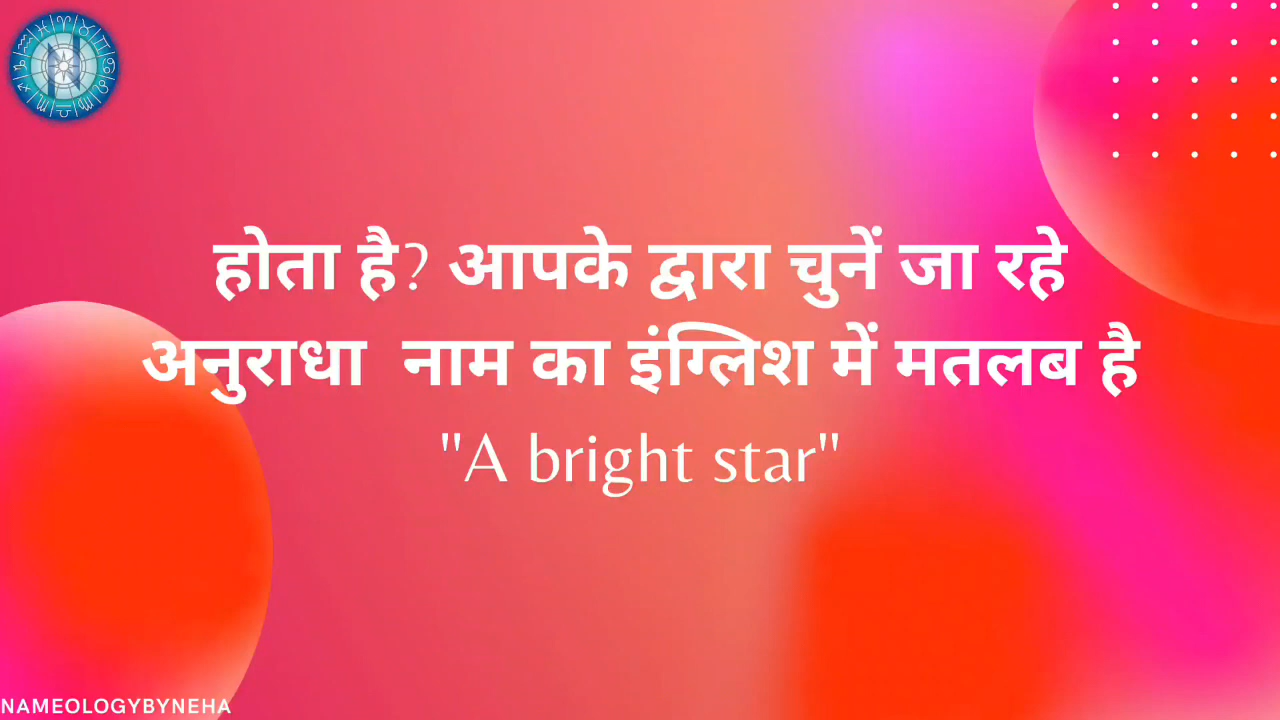 होता है? आपके द्वारा चुनें जा रहे
अनुराधा नाम का इंग्लिश में मतलब है
"A bright star"
NAMEOLOGYBYNEHA